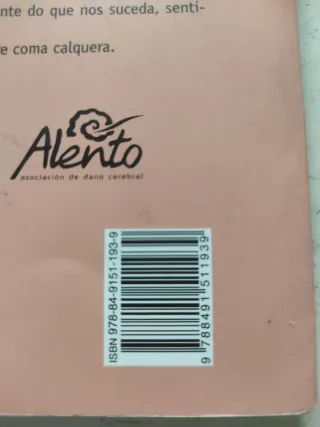 nte do que nos suceda, senti-
e coma calquera.
Alento
asociación de dano cerebral
ISBN 978-84-9151-193-9
9 788491 511939